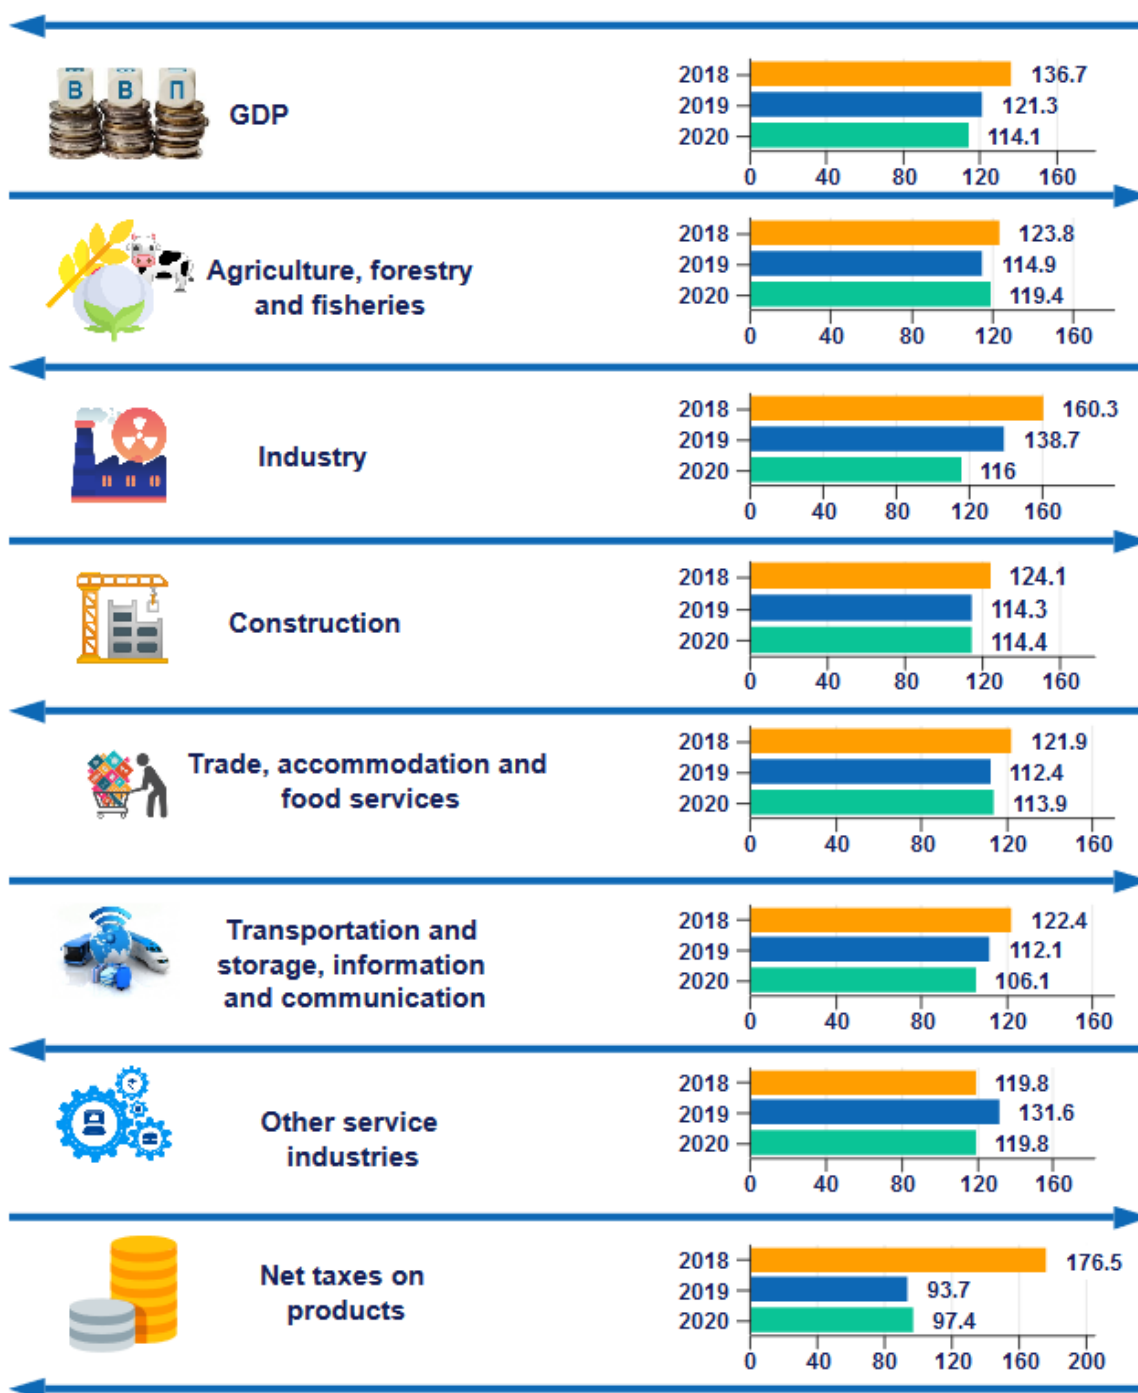 В В П
GDP
2018 136.7
2019 121.3
2020 114.1
0 40 80 120 160
Agriculture, forestry
and fisheries
2018 123.8
2019 114.9
2020 119.4
0 40 80 120 160
Industry
2018 160.3
2019 138.7
2020 116
0 40 80 120 160
Construction
2018 124.1
2019 114.3
2020 114.4
0 40 80 120 160
Trade, accommodation and
food services
2018 121.9
2019 112.4
2020 113.9
0 40 80 120 160
Transportation and
storage, information
and communication
2018 122.4
2019 112.1
2020 106.1
0 40 80 120 160
Other service
industries
2018 119.8
2019 131.6
2020 119.8
0 40 80 120 160
Net taxes on
products
2018 176.5
2019 93.7
2020 97.4
0 40 80 120 160 200